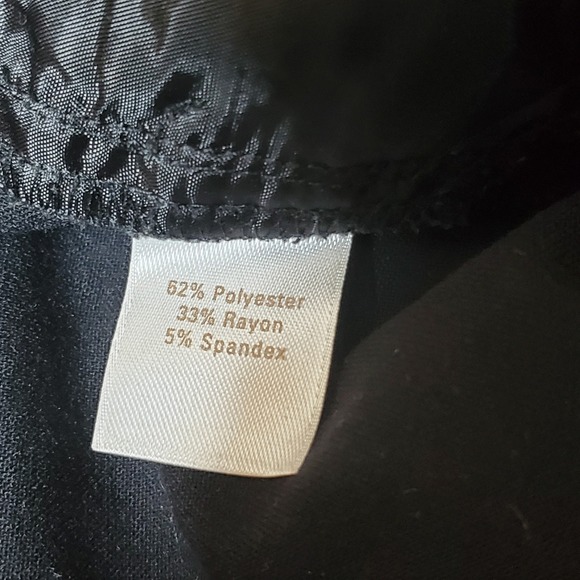 62% Polyester
33% Rayon
5% Spandex